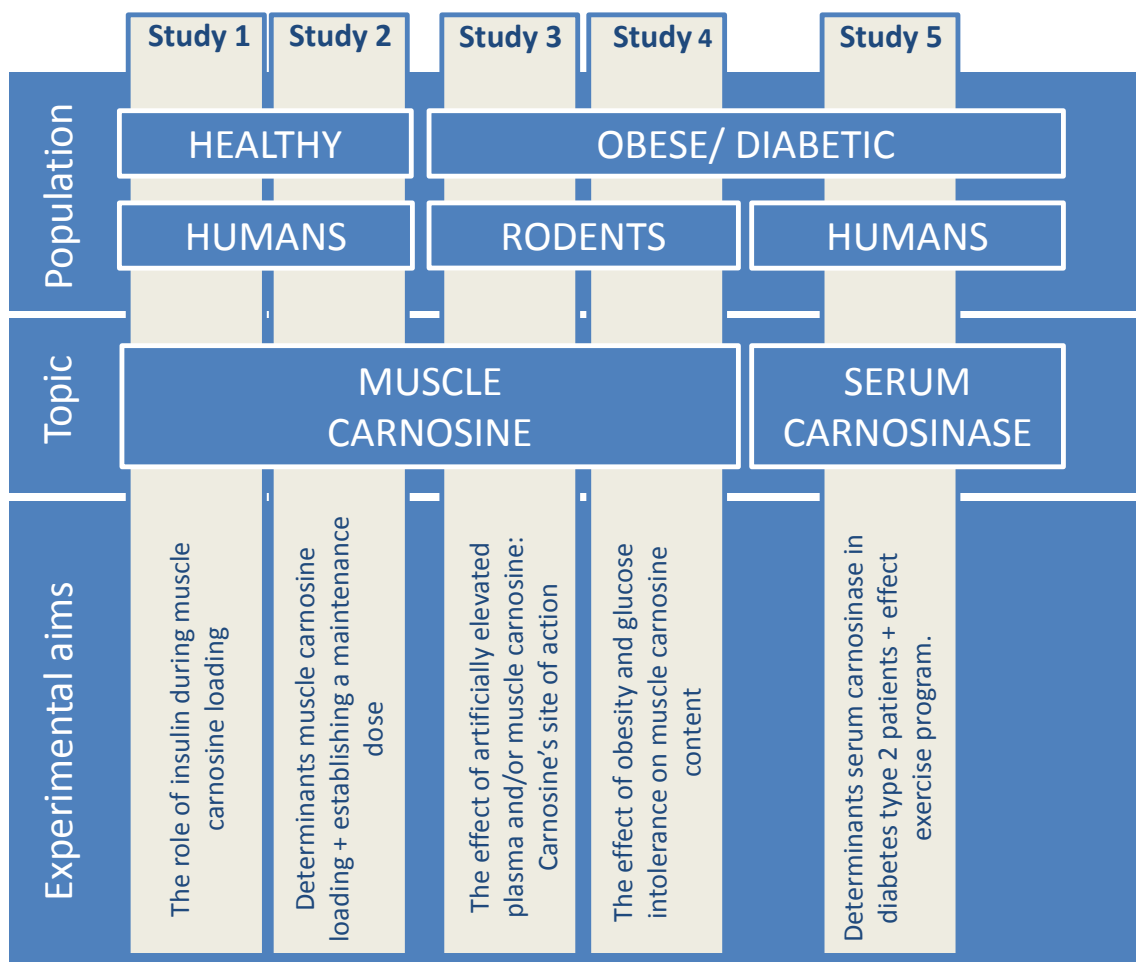 Study 1
Study 2
Study 3
Study 4
Study 5
Population
HEALTHY
OBESE/ DIABETIC
HUMANS
RODENTS
HUMANS
Topic
MUSCLE
CARNOSINE
SERUM
CARNOSINASE
Experimental aims
The role of insulin during muscle
carnosine loading
Determinants muscle carnosine
loading + establishing a maintenance
dose
The effect of artificially elevated
plasma and/or muscle carnosine:
Carnosine’s site of action
The effect of obesity and glucose
intolerance on muscle carnosine
content
Determinants serum carnosinase in
diabetes type 2 patients + effect
exercise program.